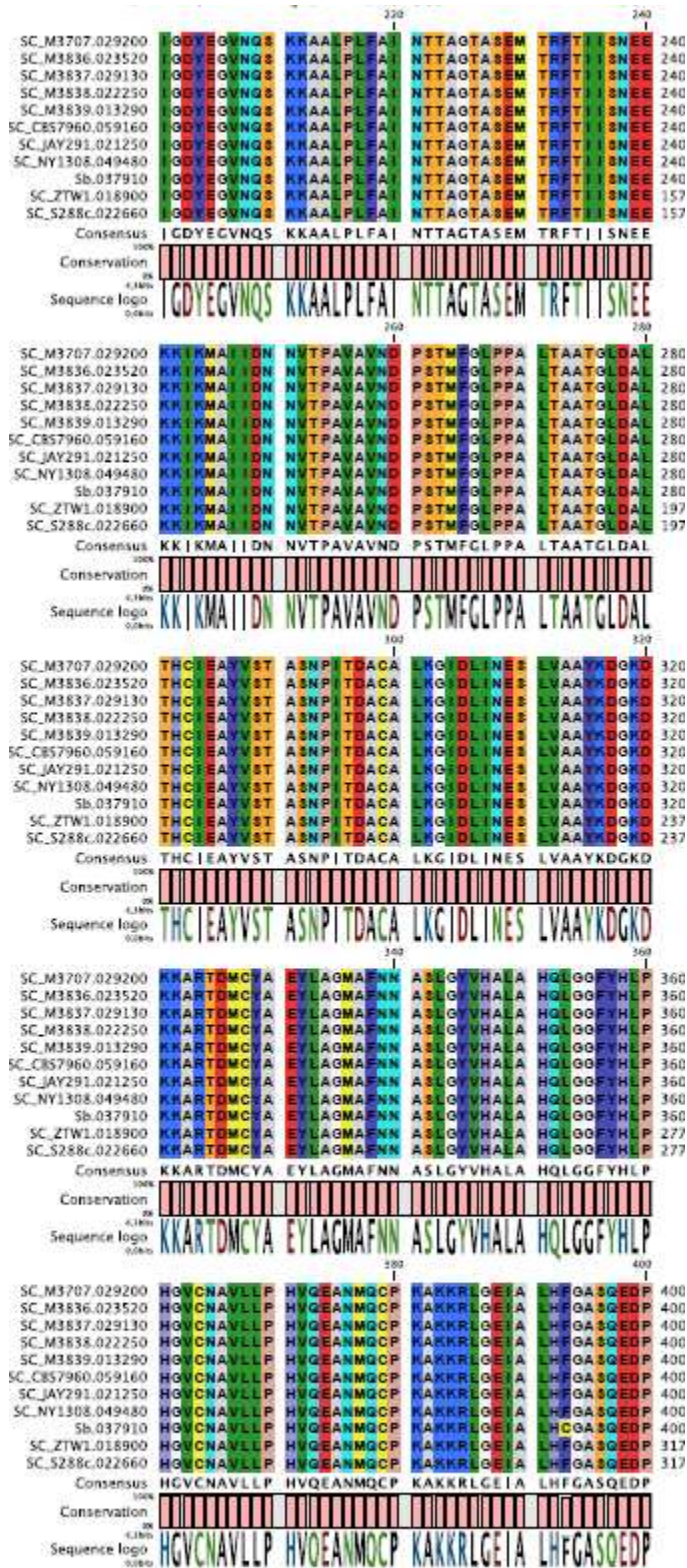 220 240
SC_M3707.029200 IGDYEGVNQS KKAALPLFAI NTTAGTASEM TRFTIISNEE 240
SC_M3836.023520 IGDYEGVNQS KKAALPLFAI NTTAGTASEM TRFTIISNEE 240
SC_M3837.029130 IGDYEGVNQS KKAALPLFAI NTTAGTASEM TRFTIISNEE 240
SC_M3838.022250 IGDYEGVNQS KKAALPLFAI NTTAGTASEM TRFTIISNEE 240
SC_M3839.013290 IGDYEGVNQS KKAALPLFAI NTTAGTASEM TRFTIISNEE 240
SC_CBS7960.059160 IGDYEGVNQS KKAALPLFAI NTTAGTASEM TRFTIISNEE 240
SC_JAY291.021250 IGDYEGVNQS KKAALPLFAI NTTAGTASEM TRFTIISNEE 240
SC_NY1308.049480 IGDYEGVNQS KKAALPLFAI NTTAGTASEM TRFTIISNEE 240
Sb.037910 IGDYEGVNQS KKAALPLFAI NTTAGTASEM TRFTIISNEE 240
SC_ZTW1.018900 IGDYEGVNQS KKAALPLFAI NTTAGTASEM TRFTIISNEE 157
SC_S288c.022660 IGDYEGVNQS KKAALPLFAI NTTAGTASEM TRFTIISNEE 157
Consensus IGDYEGVNQS KKAALPLFAI NTTAGTASEM TRFTIISNEE
100%
Conservation
0%
Sequence logo IGDYEGVNQS KKAALPLFAI NTTAGTASEM TRFTIISNEE
260 280
SC_M3707.029200 KKIKMAIIDN NVTPAVAVND PSTMFGLPPA LTAATGLDAL 280
SC_M3836.023520 KKIKMAIIDN NVTPAVAVND PSTMFGLPPA LTAATGLDAL 280
SC_M3837.029130 KKIKMAIIDN NVTPAVAVND PSTMFGLPPA LTAATGLDAL 280
SC_M3838.022250 KKIKMAIIDN NVTPAVAVND PSTMFGLPPA LTAATGLDAL 280
SC_M3839.013290 KKIKMAIIDN NVTPAVAVND PSTMFGLPPA LTAATGLDAL 280
SC_CBS7960.059160 KKIKMAIIDN NVTPAVAVND PSTMFGLPPA LTAATGLDAL 280
SC_JAY291.021250 KKIKMAIIDN NVTPAVAVND PSTMFGLPPA LTAATGLDAL 280
SC_NY1308.049480 KKIKMAIIDN NVTPAVAVND PSTMFGLPPA LTAATGLDAL 280
Sb.037910 KKIKMAIIDN NVTPAVAVND PSTMFGLPPA LTAATGLDAL 280
SC_ZTW1.018900 KKIKMAIIDN NVTPAVAVND PSTMFGLPPA LTAATGLDAL 197
SC_S288c.022660 KKIKMAIIDN NVTPAVAVND PSTMFGLPPA LTAATGLDAL 197
Consensus KKIKMAIIDN NVTPAVAVND PSTMFGLPPA LTAATGLDAL
100%
Conservation
0%
Sequence logo KKIKMAIIDN NVTPAVAVND PSTMFGLPPA LTAATGLDAL
300 320
SC_M3707.029200 THCIEAYVST ASNPITDACA LKGIDLINES LVAAYKDGKD 320
SC_M3836.023520 THCIEAYVST ASNPITDACA LKGIDLINES LVAAYKDGKD 320
SC_M3837.029130 THCIEAYVST ASNPITDACA LKGIDLINES LVAAYKDGKD 320
SC_M3838.022250 THCIEAYVST ASNPITDACA LKGIDLINES LVAAYKDGKD 320
SC_M3839.013290 THCIEAYVST ASNPITDACA LKGIDLINES LVAAYKDGKD 320
SC_CBS7960.059160 THCIEAYVST ASNPITDACA LKGIDLINES LVAAYKDGKD 320
SC_JAY291.021250 THCIEAYVST ASNPITDACA LKGIDLINES LVAAYKDGKD 320
SC_NY1308.049480 THCIEAYVST ASNPITDACA LKGIDLINES LVAAYKDGKD 320
Sb.037910 THCIEAYVST ASNPITDACA LKGIDLINES LVAAYKDGKD 320
SC_ZTW1.018900 THCIEAYVST ASNPITDACA LKGIDLINES LVAAYKDGKD 237
SC_S288c.022660 THCIEAYVST ASNPITDACA LKGIDLINES LVAAYKDGKD 237
Consensus THCIEAYVST ASNPITDACA LKGIDLINES LVAAYKDGKD
100%
Conservation
0%
Sequence logo THCIEAYVST ASNPITDACA LKGIDLINES LVAAYKDGKD
340 360
SC_M3707.029200 KKARTDMCYA EYLAGMAFNN ASLGYVHALA HQLGGFYHLP 360
SC_M3836.023520 KKARTDMCYA EYLAGMAFNN ASLGYVHALA HQLGGFYHLP 360
SC_M3837.029130 KKARTDMCYA EYLAGMAFNN ASLGYVHALA HQLGGFYHLP 360
SC_M3838.022250 KKARTDMCYA EYLAGMAFNN ASLGYVHALA HQLGGFYHLP 360
SC_M3839.013290 KKARTDMCYA EYLAGMAFNN ASLGYVHALA HQLGGFYHLP 360
SC_CBS7960.059160 KKARTDMCYA EYLAGMAFNN ASLGYVHALA HQLGGFYHLP 360
SC_JAY291.021250 KKARTDMCYA EYLAGMAFNN ASLGYVHALA HQLGGFYHLP 360
SC_NY1308.049480 KKARTDMCYA EYLAGMAFNN ASLGYVHALA HQLGGFYHLP 360
Sb.037910 KKARTDMCYA EYLAGMAFNN ASLGYVHALA HQLGGFYHLP 360
SC_ZTW1.018900 KKARTDMCYA EYLAGMAFNN ASLGYVHALA HQLGGFYHLP 277
SC_S288c.022660 KKARTDMCYA EYLAGMAFNN ASLGYVHALA HQLGGFYHLP 277
Consensus KKARTDMCYA EYLAGMAFNN ASLGYVHALA HQLGGFYHLP
100%
Conservation
0%
Sequence logo KKARTDMCYA EYLAGMAFNN ASLGYVHALA HQLGGFYHLP
380 400
SC_M3707.029200 HGVCNAVLLP HVQEANMQCP KAKKRLGEIA LHFGASQEDP 400
SC_M3836.023520 HGVCNAVLLP HVQEANMQCP KAKKRLGEIA LHFGASQEDP 400
SC_M3837.029130 HGVCNAVLLP HVQEANMQCP KAKKRLGEIA LHFGASQEDP 400
SC_M3838.022250 HGVCNAVLLP HVQEANMQCP KAKKRLGEIA LHFGASQEDP 400
SC_M3839.013290 HGVCNAVLLP HVQEANMQCP KAKKRLGEIA LHFGASQEDP 400
SC_CBS7960.059160 HGVCNAVLLP HVQEANMQCP KAKKRLGEIA LHFGASQEDP 400
SC_JAY291.021250 HGVCNAVLLP HVQEANMQCP KAKKRLGEIA LHFGASQEDP 400
SC_NY1308.049480 HGVCNAVLLP HVQEANMQCP KAKKRLGEIA LHFGASQEDP 400
Sb.037910 HGVCNAVLLP HVQEANMQCP KAKKRLGEIA LHCGASQEDP 400
SC_ZTW1.018900 HGVCNAVLLP HVQEANMQCP KAKKRLGEIA LHFGASQEDP 317
SC_S288c.022660 HGVCNAVLLP HVQEANMQCP KAKKRLGEIA LHFGASQEDP 317
Consensus HGVCNAVLLP HVQEANMQCP KAKKRLGEIA LHFGASQEDP
100%
Conservation
0%
Sequence logo HGVCNAVLLP HVQEANMQCP KAKKRLGEIA LHFGASQEDP